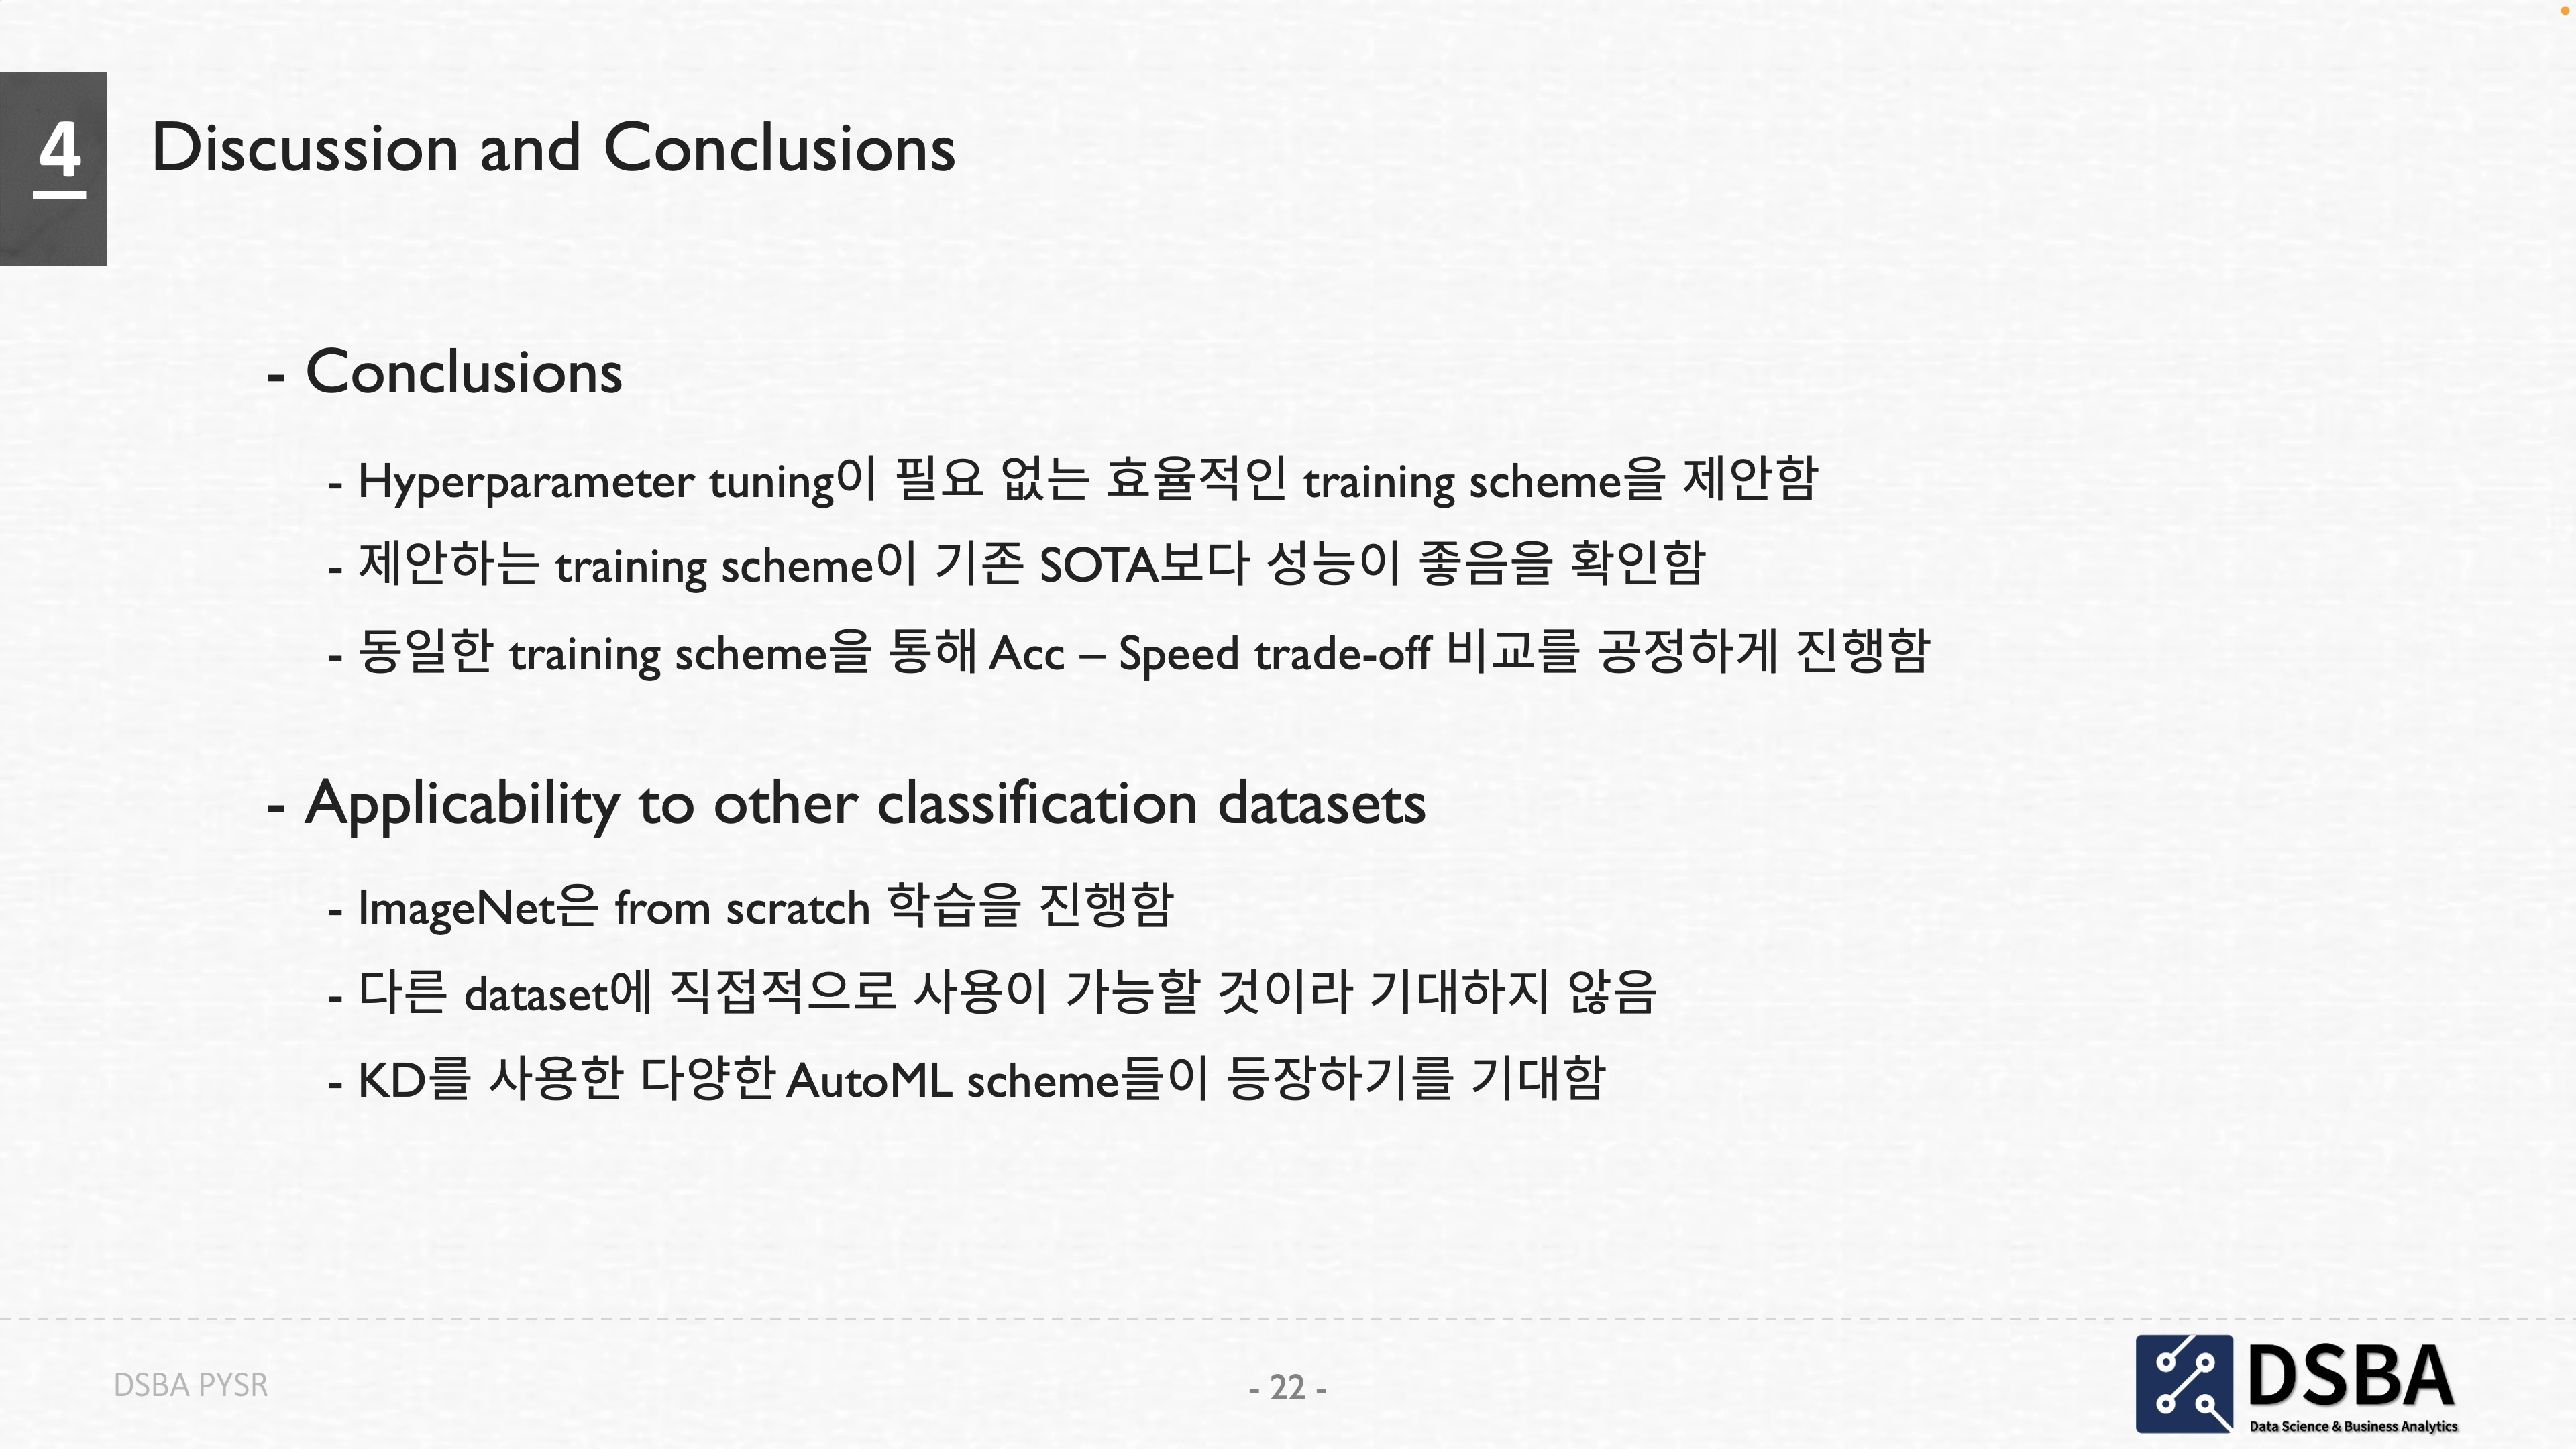 4
Discussion and Conclusions
- Conclusions
- Hyperparameter tuning이 필요 없는 효율적인 training scheme을 제안함
- 제안하는 training scheme이 기존 SOTA보다 성능이 좋음을 확인함
- 동일한 training scheme을 통해 Acc – Speed trade-off 비교를 공정하게 진행함
- Applicability to other classification datasets
- ImageNet은 from scratch 학습을 진행함
- 다른 dataset에 직접적으로 사용이 가능할 것이라 기대하지 않음
- KD를 사용한 다양한 AutoML scheme들이 등장하기를 기대함
DSBA PYSR
- 22 -
DSBA
Data Science & Business Analytics